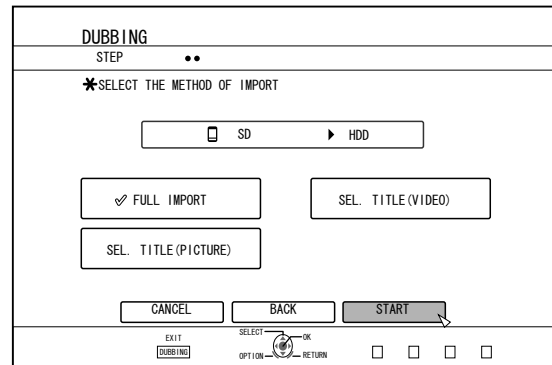 DUBBING
STEP
*SELECT THE METHOD OF IMPORT
SD ▶ HDD
✓ FULL IMPORT
SEL. TITLE(VIDEO)
SEL. TITLE(PICTURE)
CANCEL BACK START
EXIT
DUBBING
SELECT OK
OPTION RETURN